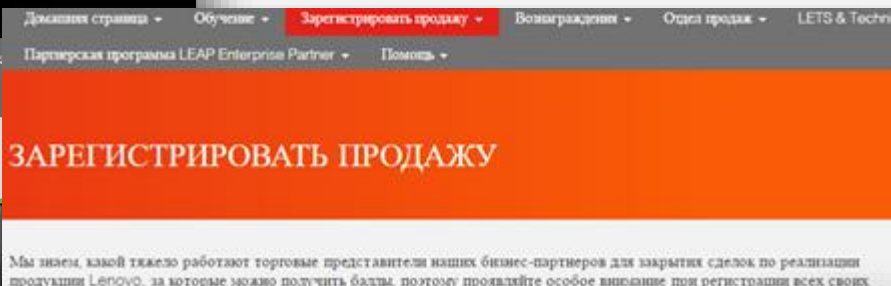 Домашняя страница Обучение Зарегистрировать продажу Вознаграждения Отдел продаж LETS & Techno
Партнерская программа LEAP Enterprise Partner Помощь
ЗАРЕГИСТРИРОВАТЬ ПРОДАЖУ
Мы знаем, какой тяжело работают торговые представители наших бизнес-партнеров для закрытия сделок по реализации
продукции Lenovo, за которые можно получить баллы, поэтому проявляйте особое внимание при регистрации всех своих